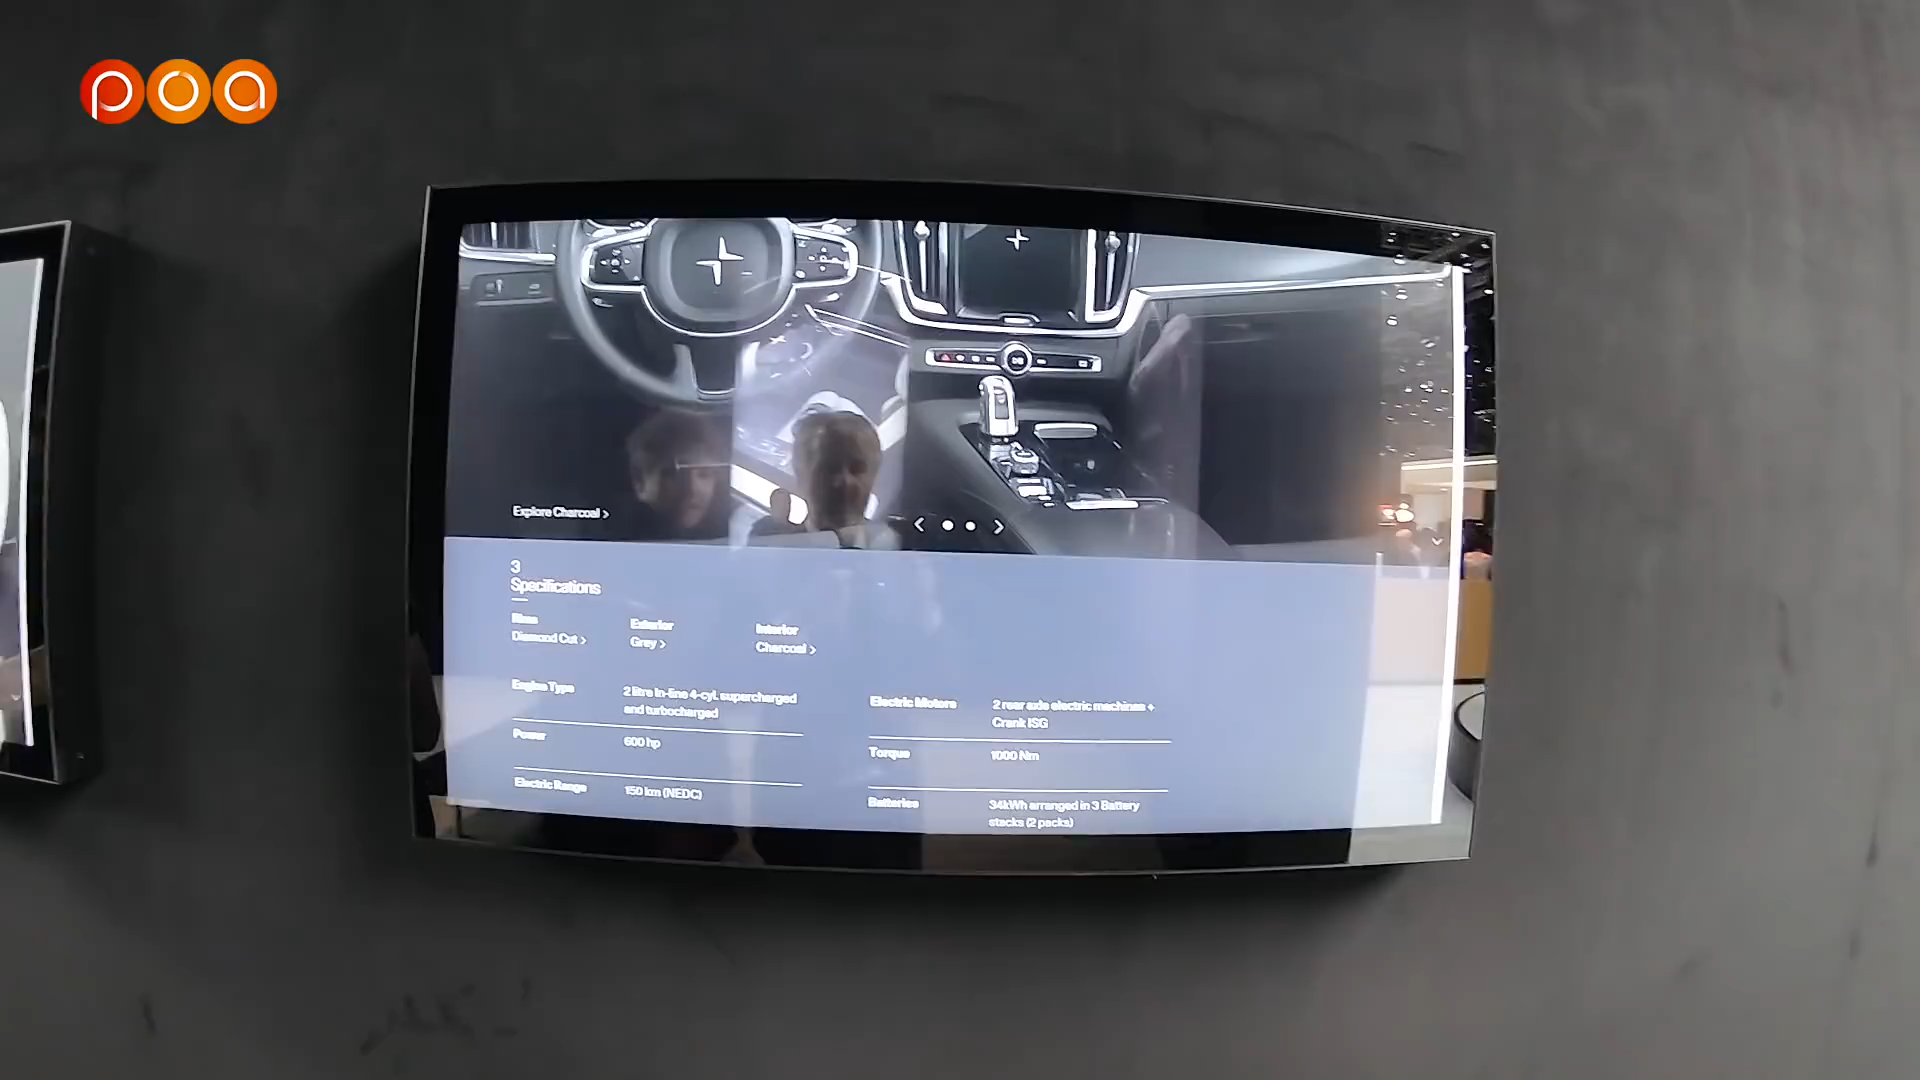 poa
Explore Charcoal >
3
Specifications
Rims
Diamond Cut >
Exterior
Grey >
Interior
Charcoal >
Engine Type
2 litre in-line 4-cyl. supercharged
and turbocharged
Power
600 hp
Electric Range
150 km (NEDC)
Electric Motors
2 rear axle electric machines +
Crank ISG
Torque
1000 Nm
Batteries
34kWh arranged in 3 Battery
stacks (2 packs)